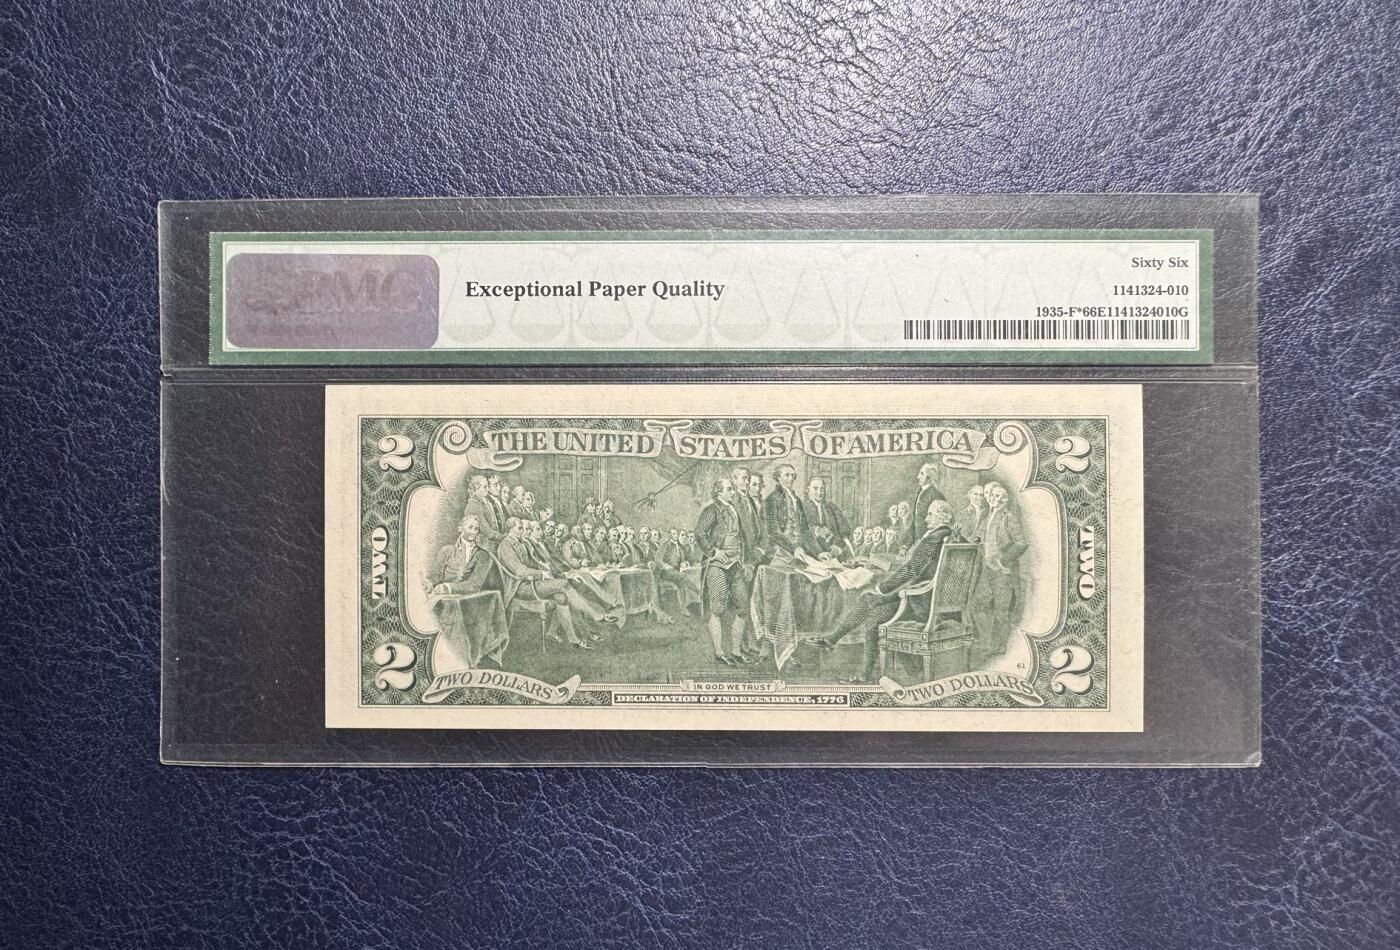 PMG
Exceptional Paper Quality
Sixty Six
1141324-010
1935-F*66E1141324010G
2 THE UNITED STATES OF AMERICA 2
TWO TWO
61
2 TWO DOLLARS IN GOD WE TRUST TWO DOLLARS 2
DECLARATION OF INDEPENDENCE, 1776